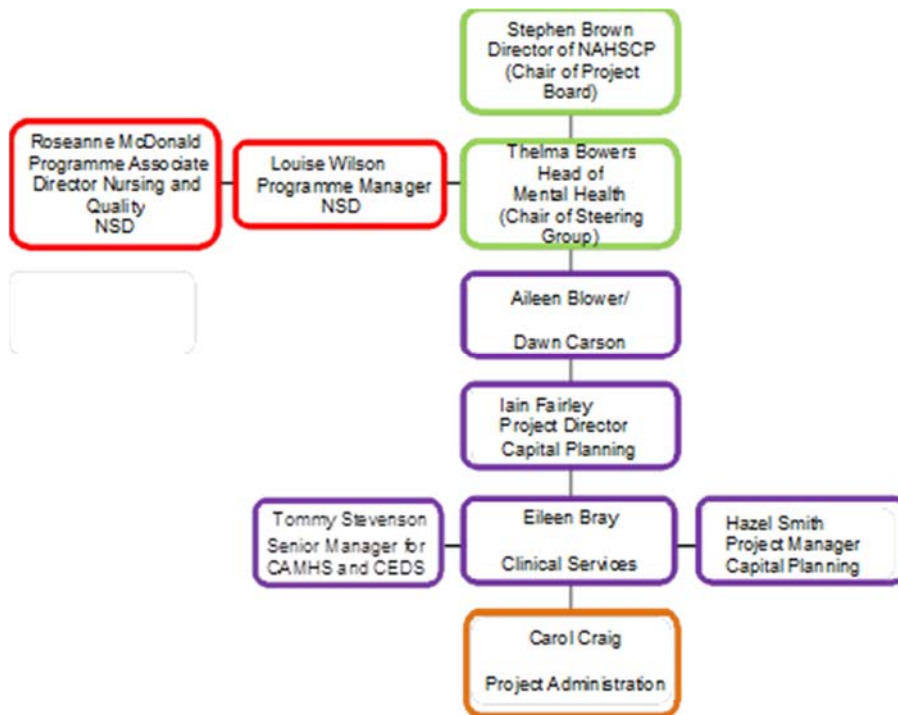 Stephen Brown
Director of NAHSCP
(Chair of Project
Board)
Roseanne McDonald
Programme Associate
Director Nursing and
Quality
NSD
Louise Wilson
Programme Manager
NSD
Thelma Bowers
Head of
Mental Health
(Chair of Steering
Group)
Aileen Blower/
Dawn Carson
Iain Fairley
Project Director
Capital Planning
Tommy Stevenson
Senior Manager for
CAMHS and CEDS
Eileen Bray
Clinical Services
Hazel Smith
Project Manager
Capital Planning
Carol Craig
Project Administration